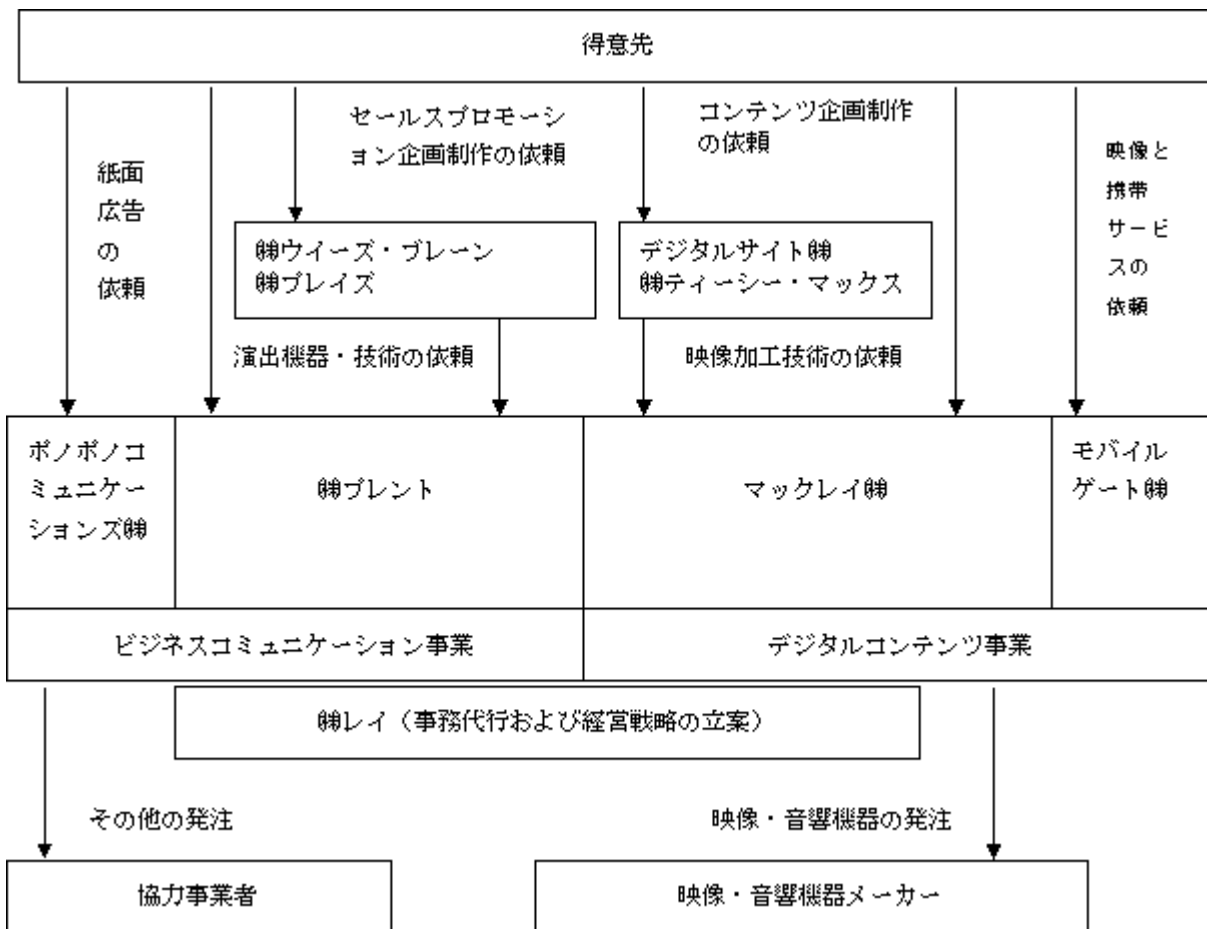 得意先
セールスプロモーシ
ョン企画制作の依頼
コンテンツ企画制作
の依頼
紙面
広告
の
依頼
映像と
携帯
サービ
スの
依頼
㈱ウイーズ・ブレーン
㈱プレイズ
デジタルサイト㈱
㈱ティーシー・マックス
演出機器・技術の依頼
映像加工技術の依頼
ポノポノコ
ミュニケー
ションズ㈱
㈱プレント
マックレイ㈱
モバイル
ゲート㈱
ビジネスコミュニケーション事業
デジタルコンテンツ事業
㈱レイ（事務代行および経営戦略の立案）
その他の発注
映像・音響機器の発注
協力事業者
映像・音響機器メーカー